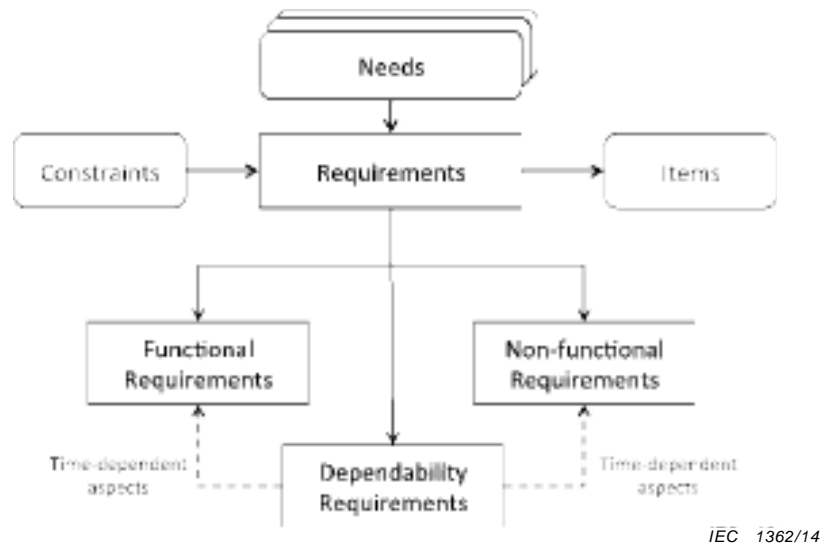 Needs
Constraints
Requirements
Items
Functional
Requirements
Non-functional
Requirements
Time-dependent
aspects
Dependability
Requirements
Time-dependent
aspects
IEC 1362/14